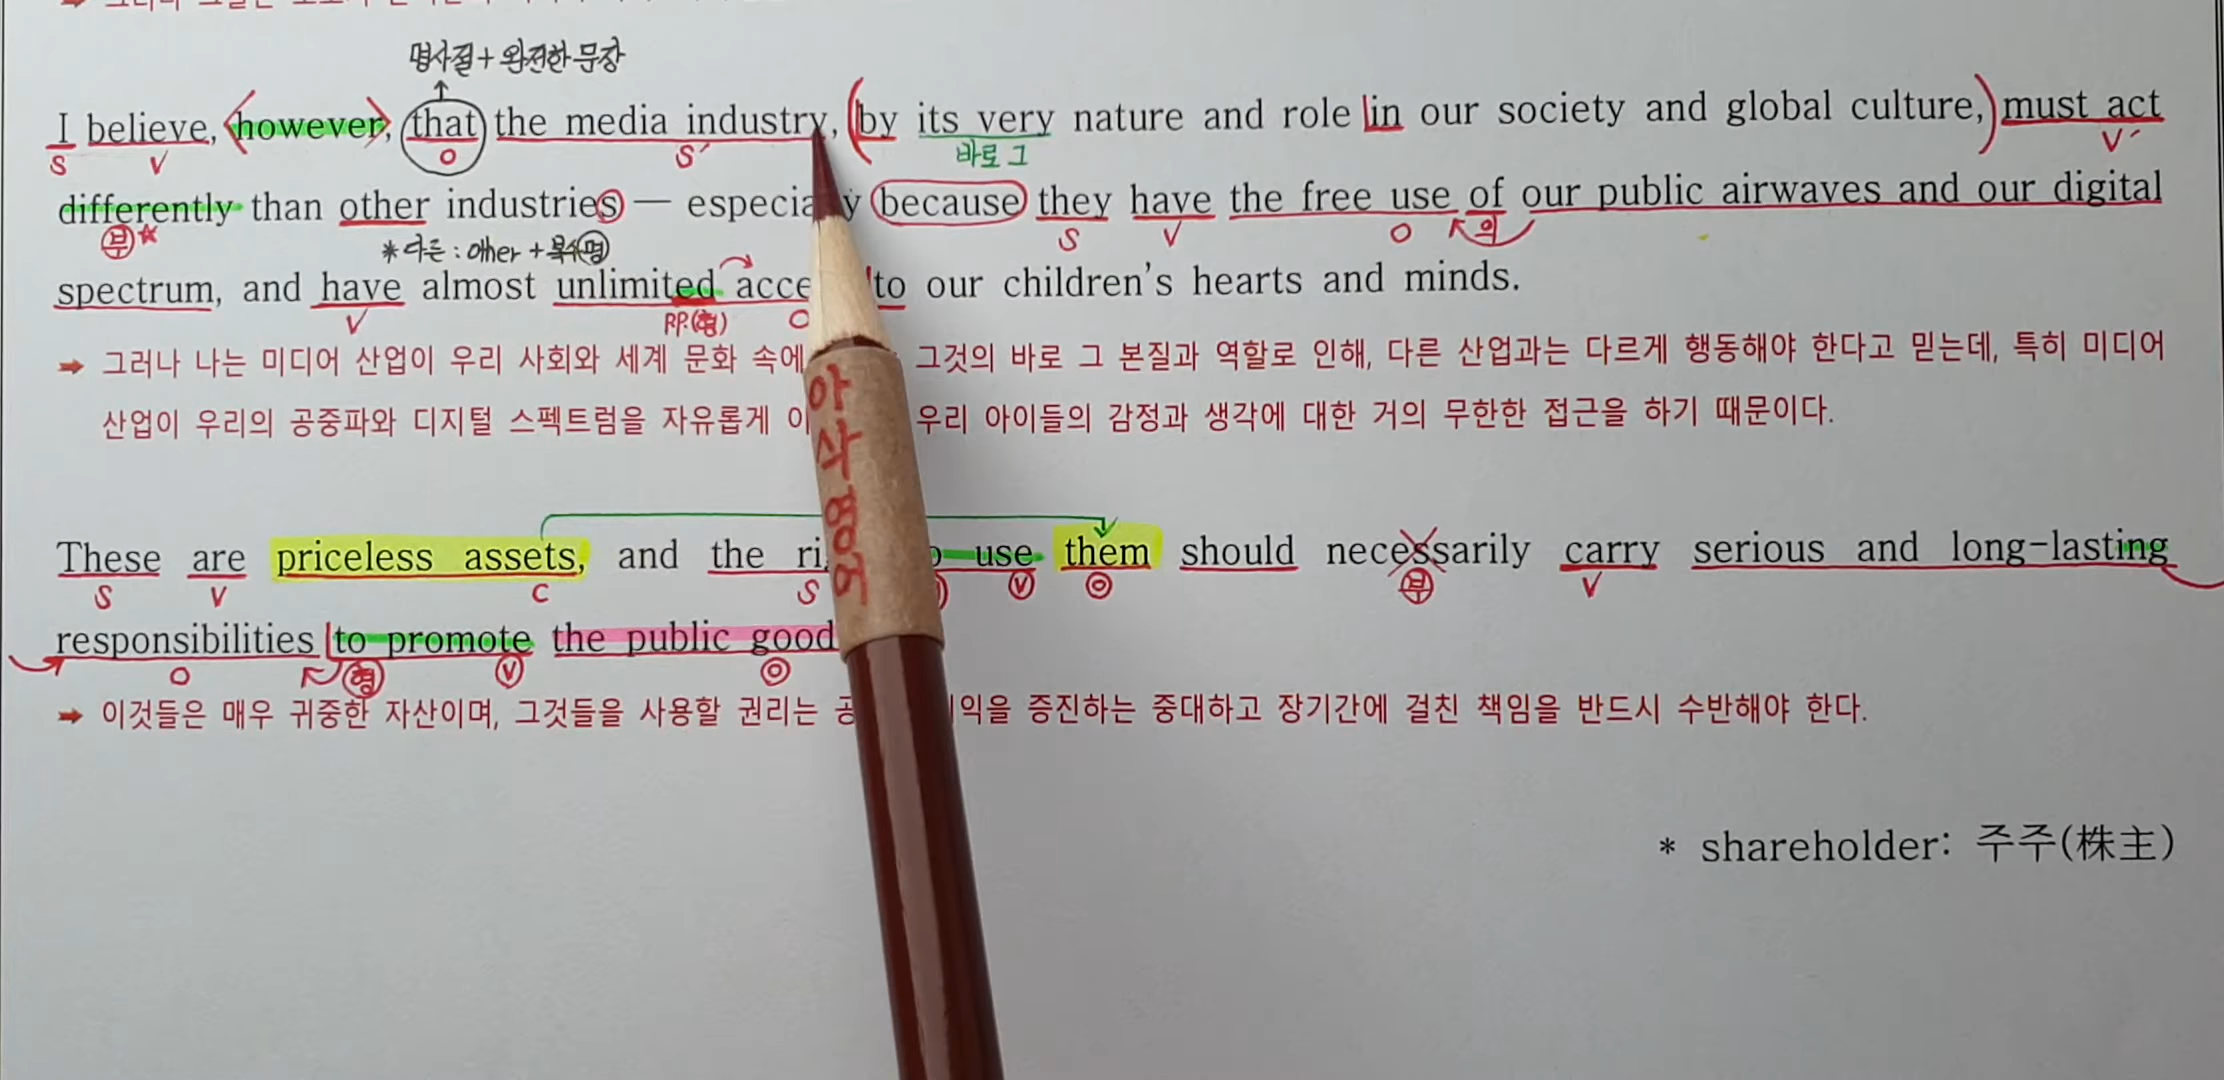 명사절+완전한 문장
I believe, however, that the media industry, by its very nature and role in our society and global culture, must act
S V O S′ 바로 그 V′
differently than other industries — especially because they have the free use of our public airwaves and our digital
부 *다른 : other + 복수명 S V O 의
spectrum, and have almost unlimited to our children's hearts and minds.
V P.P.(형) O
➡ 그러나 나는 미디어 산업이 우리 사회와 세계 문화 속에 그것의 바로 그 본질과 역할로 인해, 다른 산업과는 다르게 행동해야 한다고 믿는데, 특히 미디어
산업이 우리의 공중파와 디지털 스펙트럼을 자유롭게 우리 아이들의 감정과 생각에 대한 거의 무한한 접근을 하기 때문이다.
These are priceless assets, and the use them should necessarily carry serious and long-lasting
S V C S V O 부 V
responsibilities to promote the public good
O 형 V O
➡ 이것들은 매우 귀중한 자산이며, 그것들을 사용할 권리는 증진하는 중대하고 장기간에 걸친 책임을 반드시 수반해야 한다.
* shareholder: 주주(株主)
아삭영어